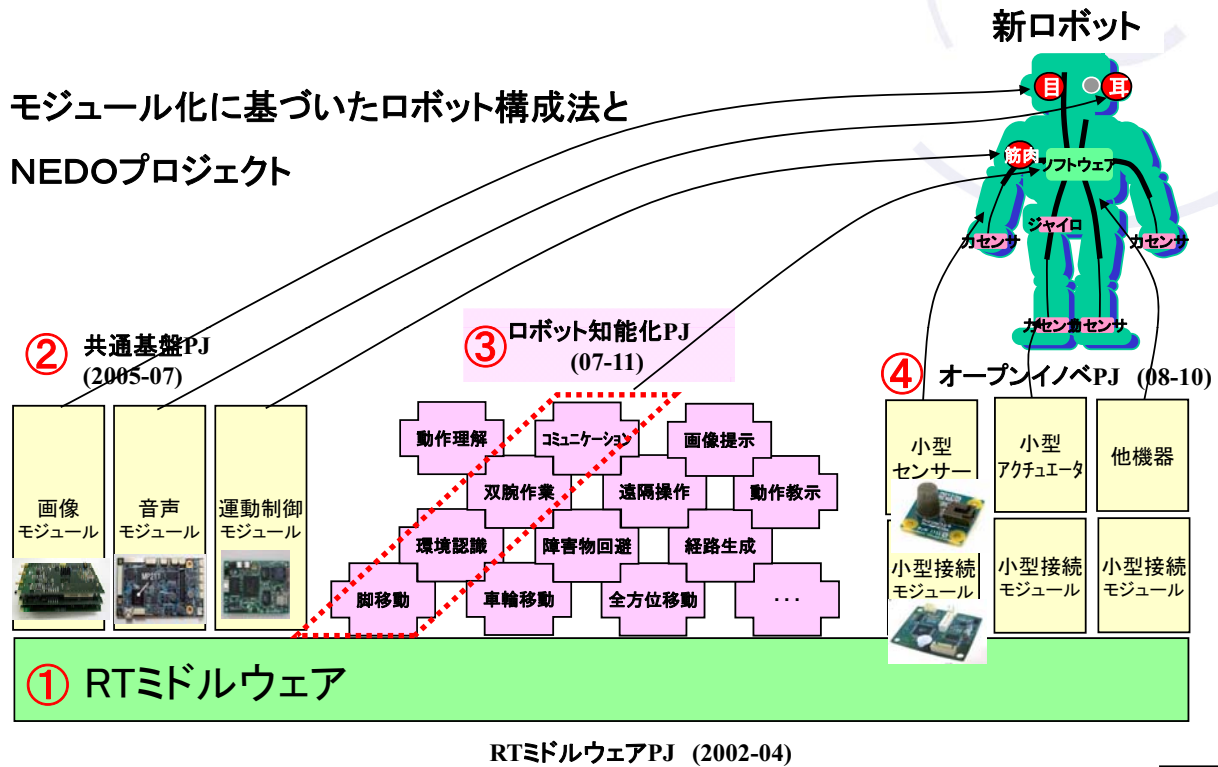 新ロボット
モジュール化に基づいたロボット構成法と
NEDOプロジェクト
目
耳
筋肉
ソフトウェア
ジャイロ
力センサ
力センサ
力センサ
力センサ
② 共通基盤PJ
(2005-07)
③ ロボット知能化PJ
(07-11)
④ オープンイノベPJ (08-10)
画像
モジュール
音声
モジュール
運動制御
モジュール
動作理解
コミュニケーション
画像提示
双腕作業
遠隔操作
動作教示
環境認識
障害物回避
経路生成
脚移動
車輪移動
全方位移動
・・・
小型
センサー
小型
アクチュエータ
他機器
小型接続
モジュール
小型接続
モジュール
小型接続
モジュール
① RTミドルウェア
RTミドルウェアPJ (2002-04)